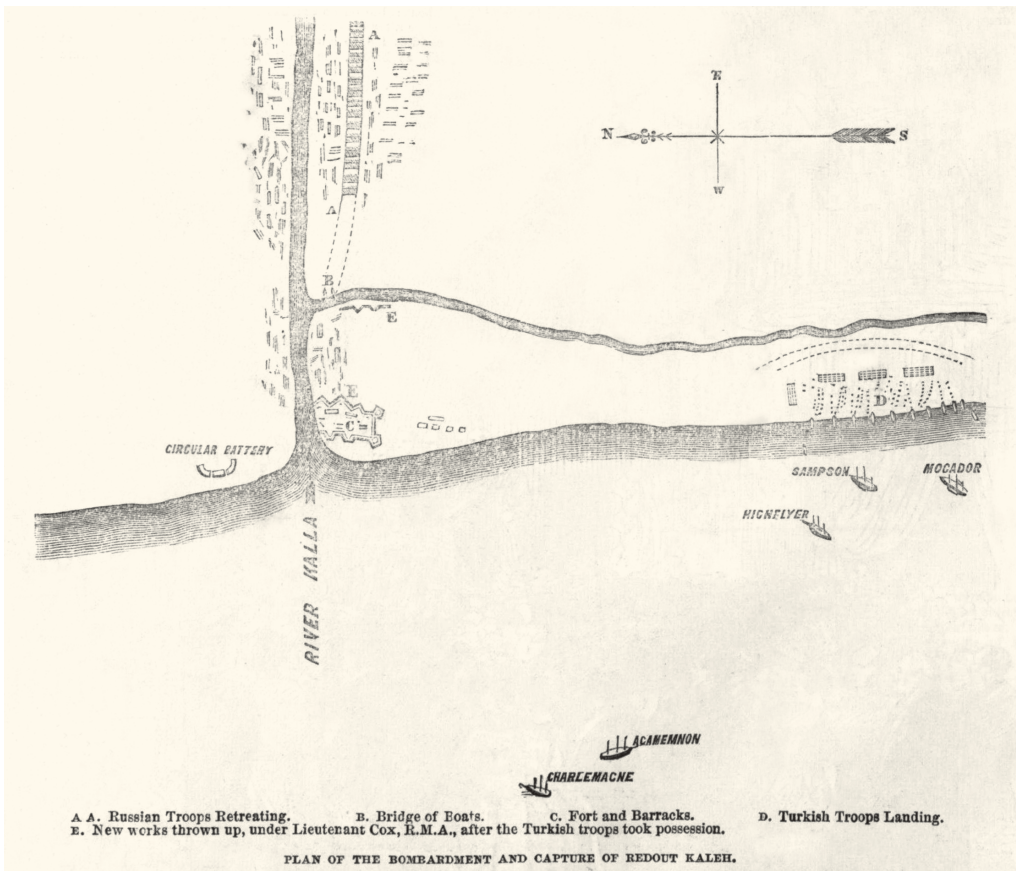 A
E
N
S
W
A
B
E
E
D
C
CIRCULAR BATTERY
SAMPSON
MOCADOR
HIGHFLYER
RIVER KALLA
AGAMEMNON
CHARLEMAGNE
A A. Russian Troops Retreating. B. Bridge of Boats. C. Fort and Barracks. D. Turkish Troops Landing.
E. New works thrown up, under Lieutenant Cox, R.M.A., after the Turkish troops took possession.
PLAN OF THE BOMBARDMENT AND CAPTURE OF REDOUT KALEH.